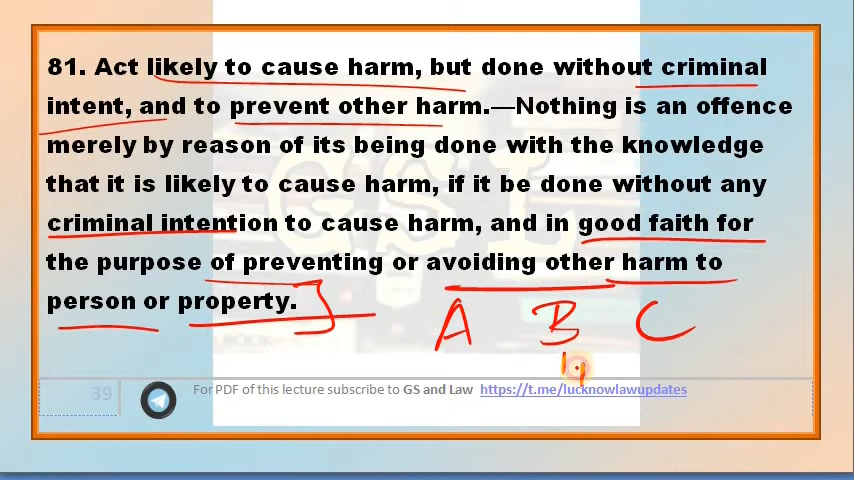 81. Act likely to cause harm, but done without criminal
intent, and to prevent other harm.—Nothing is an offence
merely by reason of its being done with the knowledge
that it is likely to cause harm, if it be done without any
criminal intention to cause harm, and in good faith for
the purpose of preventing or avoiding other harm to
person or property.
A B C
39 For PDF of this lecture subscribe to GS and Law https://t.me/lucknowlawupdates
GSL